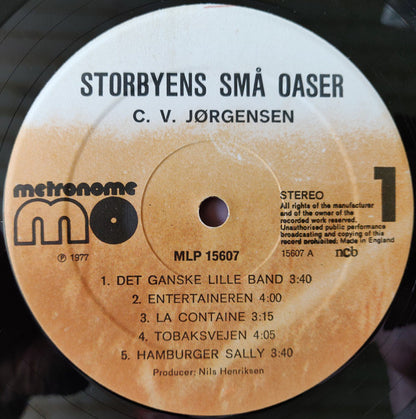 STORBYENS SMÅ OASER
C. V. JØRGENSEN
metronome
mo
℗ 1977
MLP 15607
STEREO
1
All rights of the manufacturer
and of the owner of the
recorded work reserved.
Unauthorised public performance
broadcasting and copying of this
record prohibited; Made in England
15607 A ncb
1. DET GANSKE LILLE BAND 3:40
2. ENTERTAINEREN 4:00
3. LA CONTAINE 3:15
4. TOBAKSVEJEN 4:05
5. HAMBURGER SALLY 3:40
Producer: Nils Henriksen